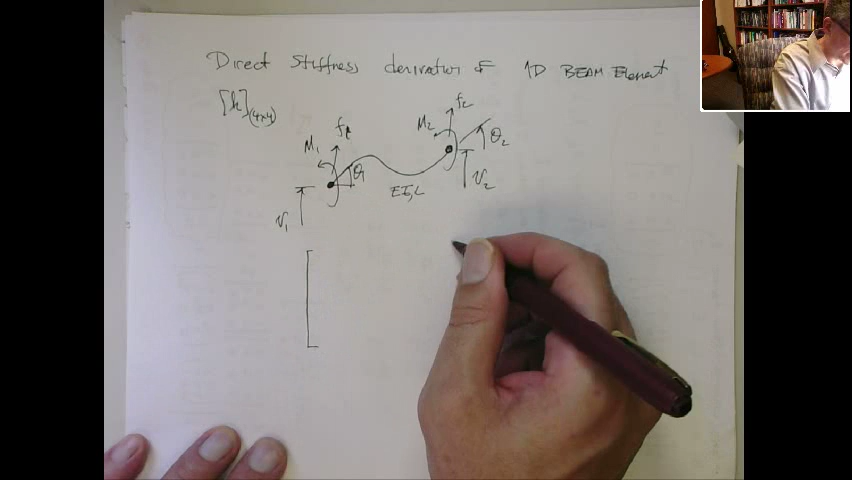 Direct Stiffness derivation of 1D BEAM Element
[k](4x4)
M1 f1 θ1 v1
EI, L
M2 f2 θ2 v2